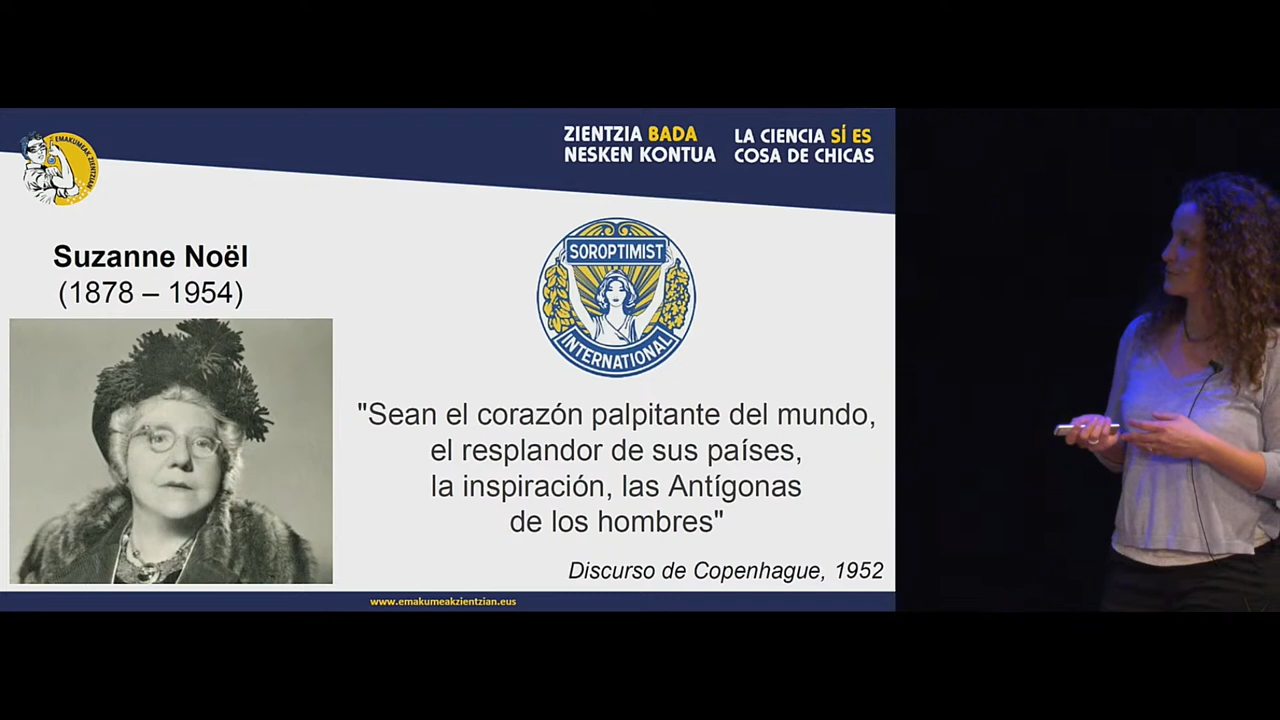 EMAKUMEAK ZIENTZIAN
ZIENTZIA BADA
NESKEN KONTUA
LA CIENCIA SÍ ES
COSA DE CHICAS
Suzanne Noël
(1878 – 1954)
SOROPTIMIST
INTERNATIONAL
"Sean el corazón palpitante del mundo,
el resplandor de sus países,
la inspiración, las Antígonas
de los hombres"
Discurso de Copenhague, 1952
www.emakumeakzientzian.eus